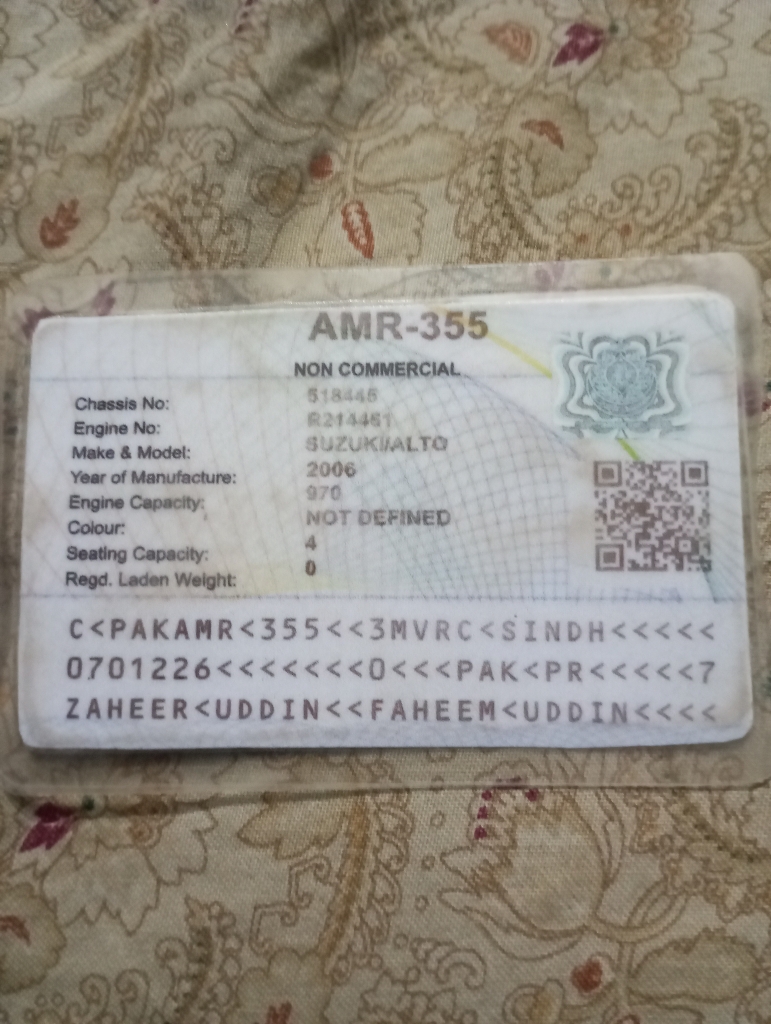 AMR-355
NON COMMERCIAL
Chassis No: 518445
Engine No: R214461
Make & Model: SUZUKI/ALTO
Year of Manufacture: 2006
Engine Capacity: 970
Colour: NOT DEFINED
Seating Capacity: 4
Regd. Laden Weight: 0
C<PAKAMR<355<<3MVRC<SINDH<<<<<
0701226<<<<<<<0<<<PAK<PR<<<<<7
ZAHEER<UDDIN<<FAHEEM<UDDIN<<<<